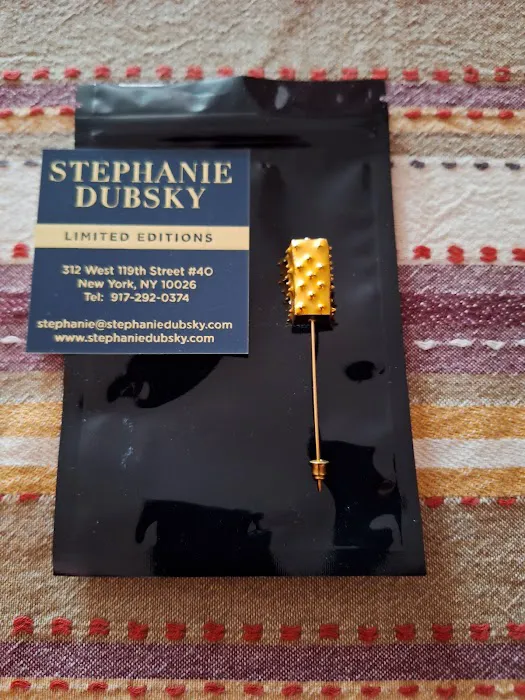 STEPHANIE
DUBSKY
LIMITED EDITIONS
312 West 119th Street #4O
New York, NY 10026
Tel: 917-292-0374
stephanie@stephaniedubsky.com
www.stephaniedubsky.com